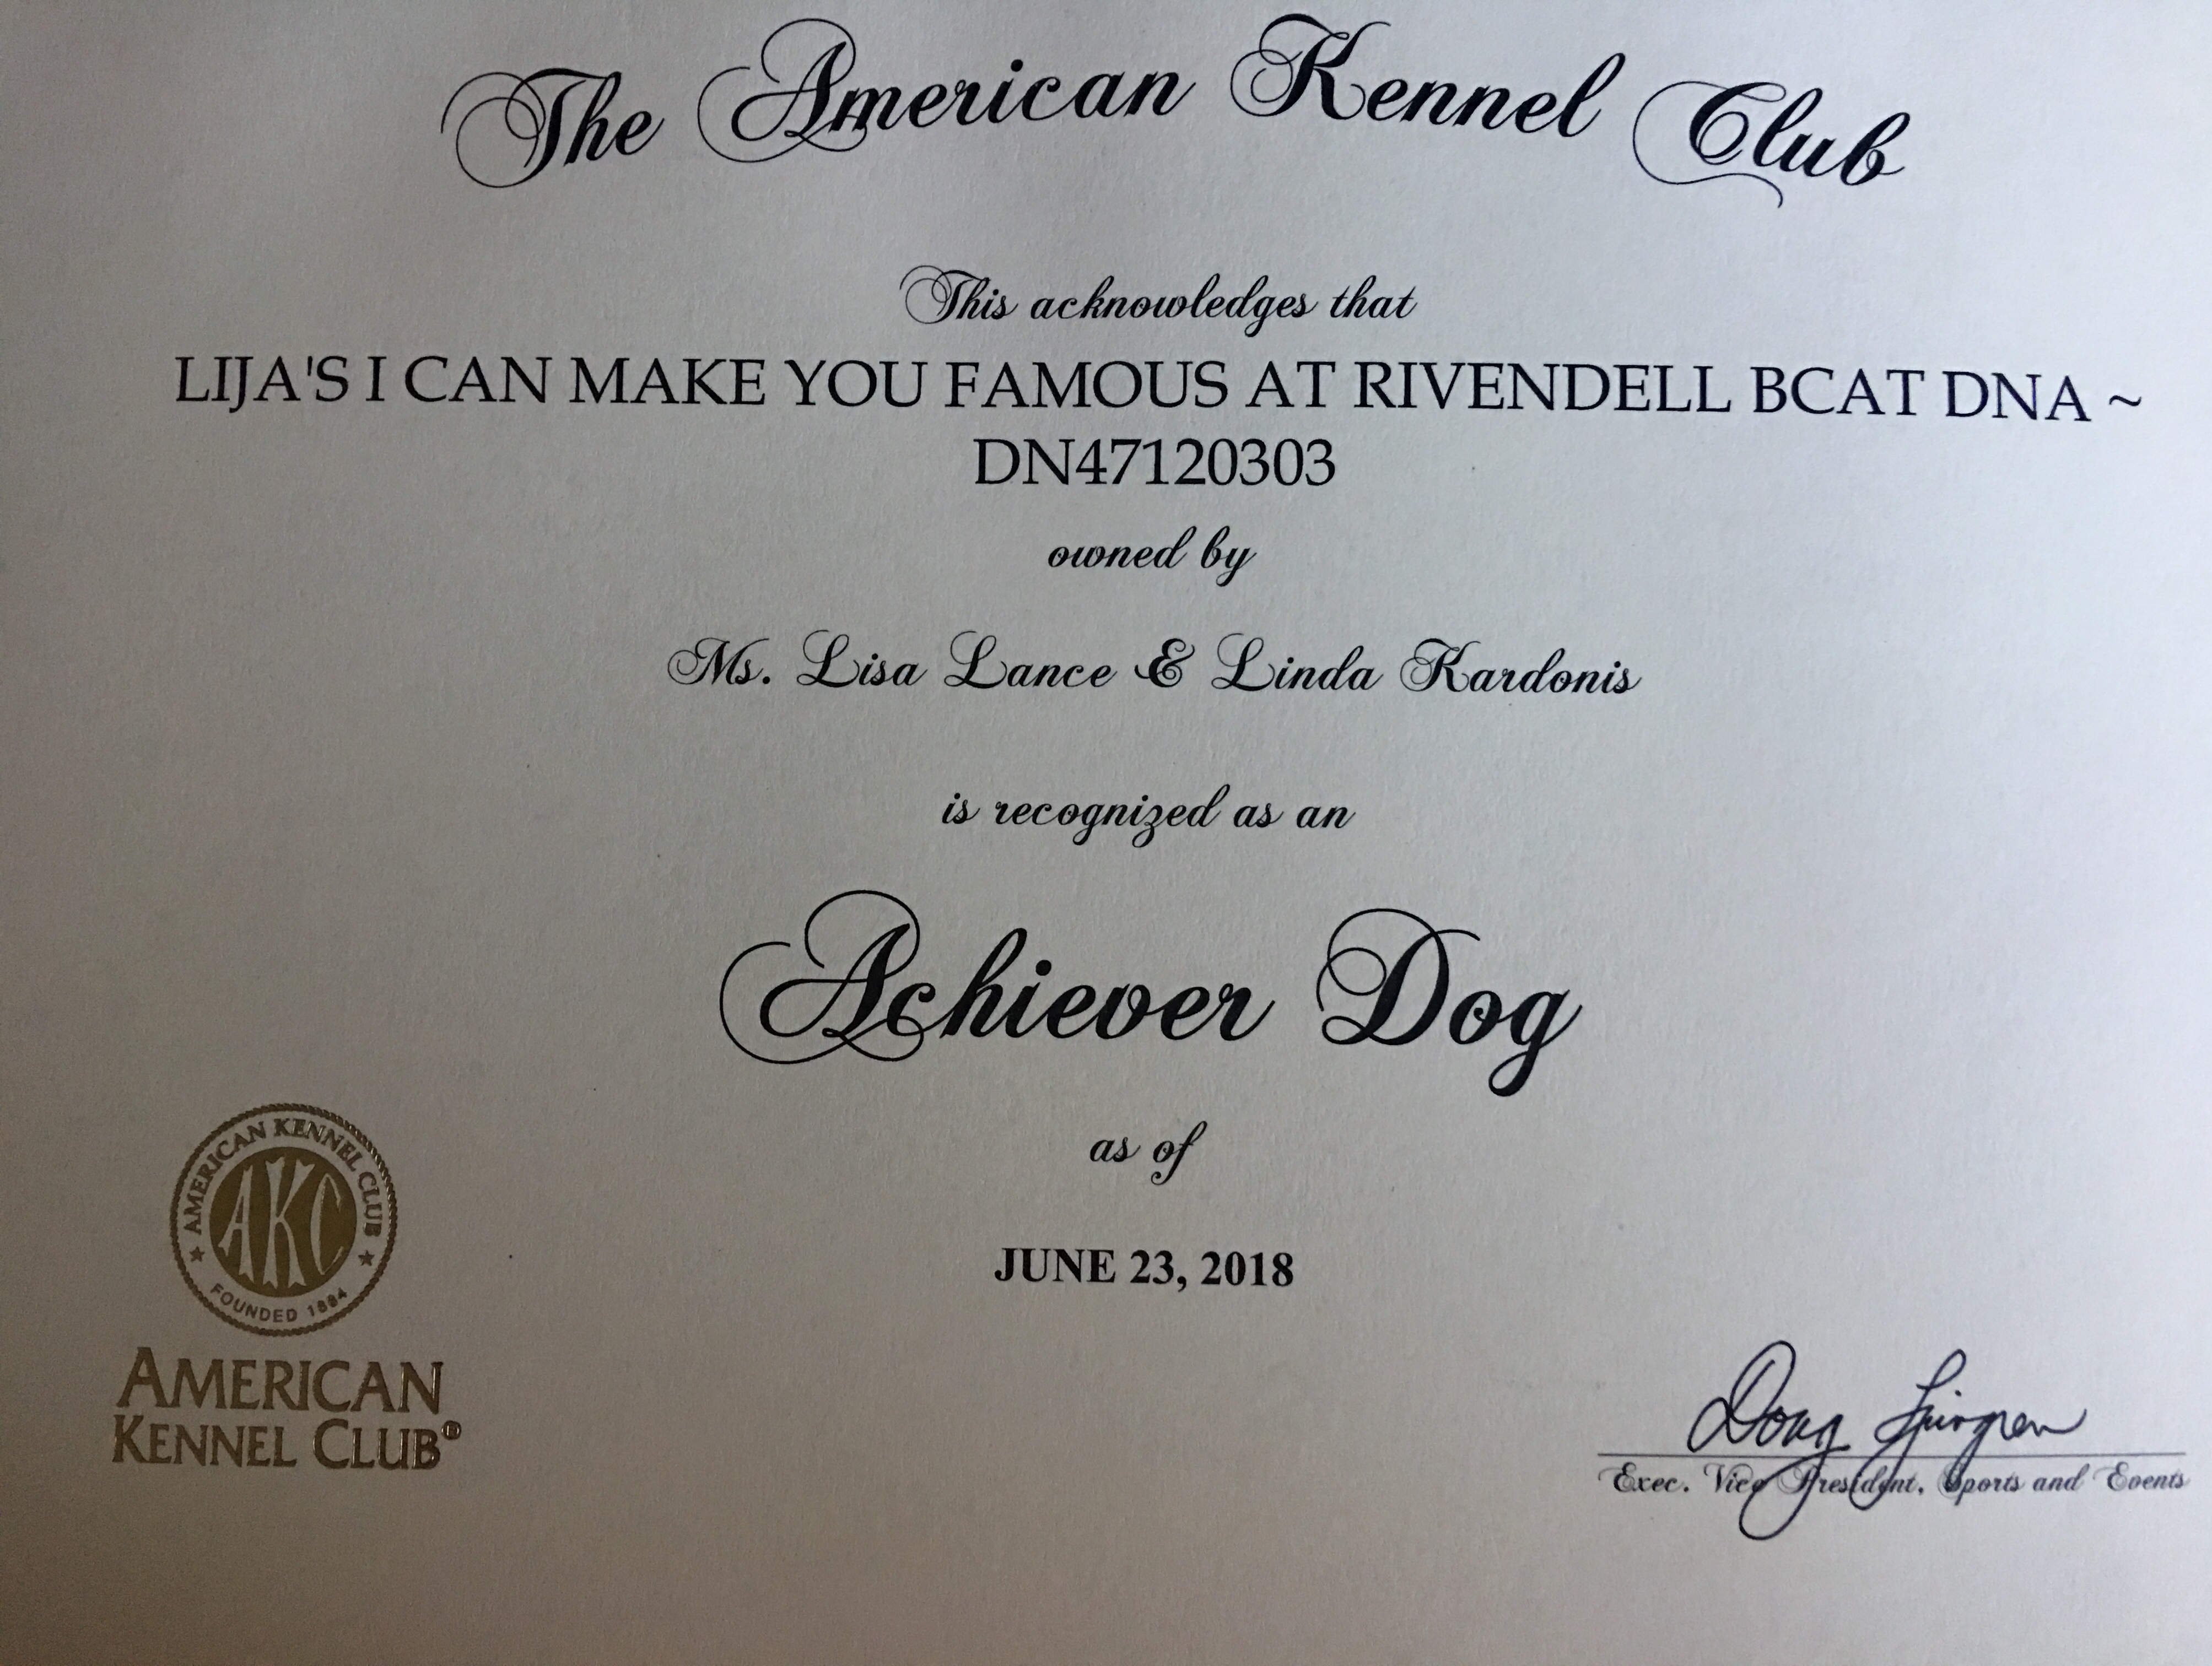 The American Kennel Club
This acknowledges that
LIJA'S I CAN MAKE YOU FAMOUS AT RIVENDELL BCAT DNA ~
DN47120303
owned by
Ms. Lisa Lance & Linda Kardonis
is recognized as an
Achiever Dog
as of
JUNE 23, 2018
AMERICAN KENNEL CLUB
AKC
FOUNDED 1884
AMERICAN
KENNEL CLUB®
Doug Ljungren
Exec. Vice President, Sports and Events